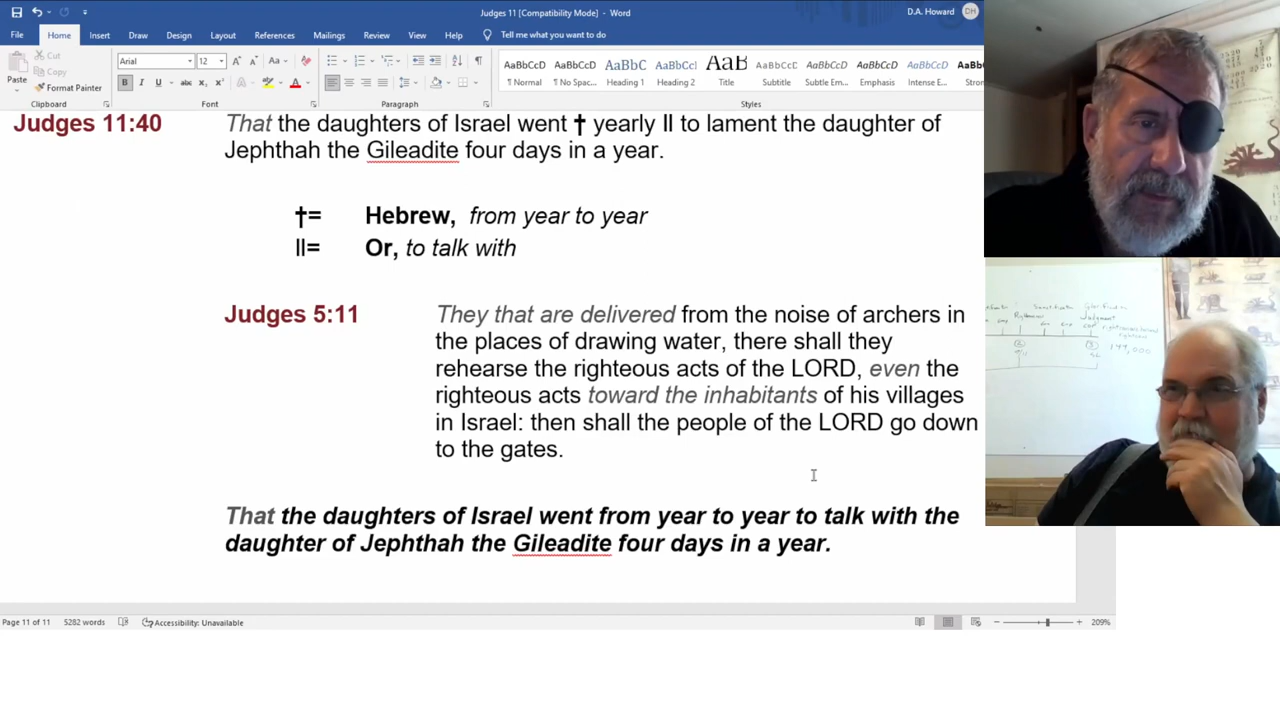 Judges 11 [Compatibility Mode] - Word
D.A. Howard DH
File Home Insert Draw Design Layout References Mailings Review View Help Tell me what you want to do
Paste Cut Copy Format Painter
Arial 12
AaBbCcD AaBbCcD AaBbC AaBbCcI AaB AaBbCcD AaBbCcD AaBbCcD AaBbCcD AaBbC
¶ Normal ¶ No Spac... Heading 1 Heading 2 Title Subtitle Subtle Em... Emphasis Intense E... Stron
Clipboard Font Paragraph Styles
Judges 11:40 That the daughters of Israel went † yearly ǁ to lament the daughter of
Jephthah the Gileadite four days in a year.
†= Hebrew, from year to year
ǁ= Or, to talk with
Judges 5:11 They that are delivered from the noise of archers in
the places of drawing water, there shall they
rehearse the righteous acts of the LORD, even the
righteous acts toward the inhabitants of his villages
in Israel: then shall the people of the LORD go down
to the gates.
That the daughters of Israel went from year to year to talk with the
daughter of Jephthah the Gileadite four days in a year.
Page 11 of 11 5282 words Accessibility: Unavailable 209%
Judgment
144,000